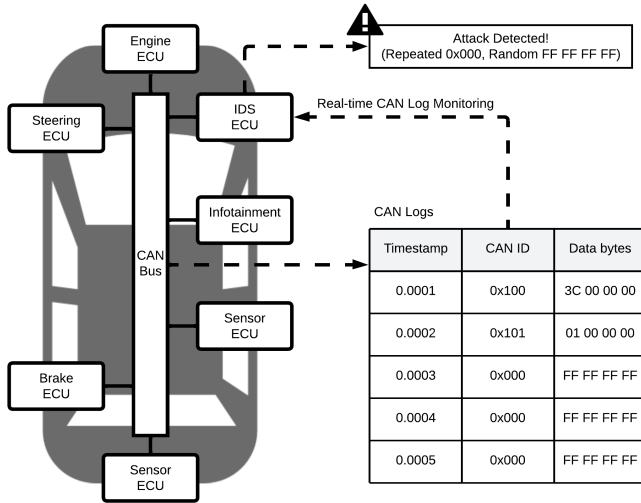 Engine
ECU
Attack Detected!
(Repeated 0x000, Random FF FF FF FF)
IDS
ECU
Real-time CAN Log Monitoring
Steering
ECU
Infotainment
ECU
CAN
Bus
Sensor
ECU
Brake
ECU
Sensor
ECU
CAN Logs
Timestamp CAN ID Data bytes
0.0001 0x100 3C 00 00 00
0.0002 0x101 01 00 00 00
0.0003 0x000 FF FF FF FF
0.0004 0x000 FF FF FF FF
0.0005 0x000 FF FF FF FF